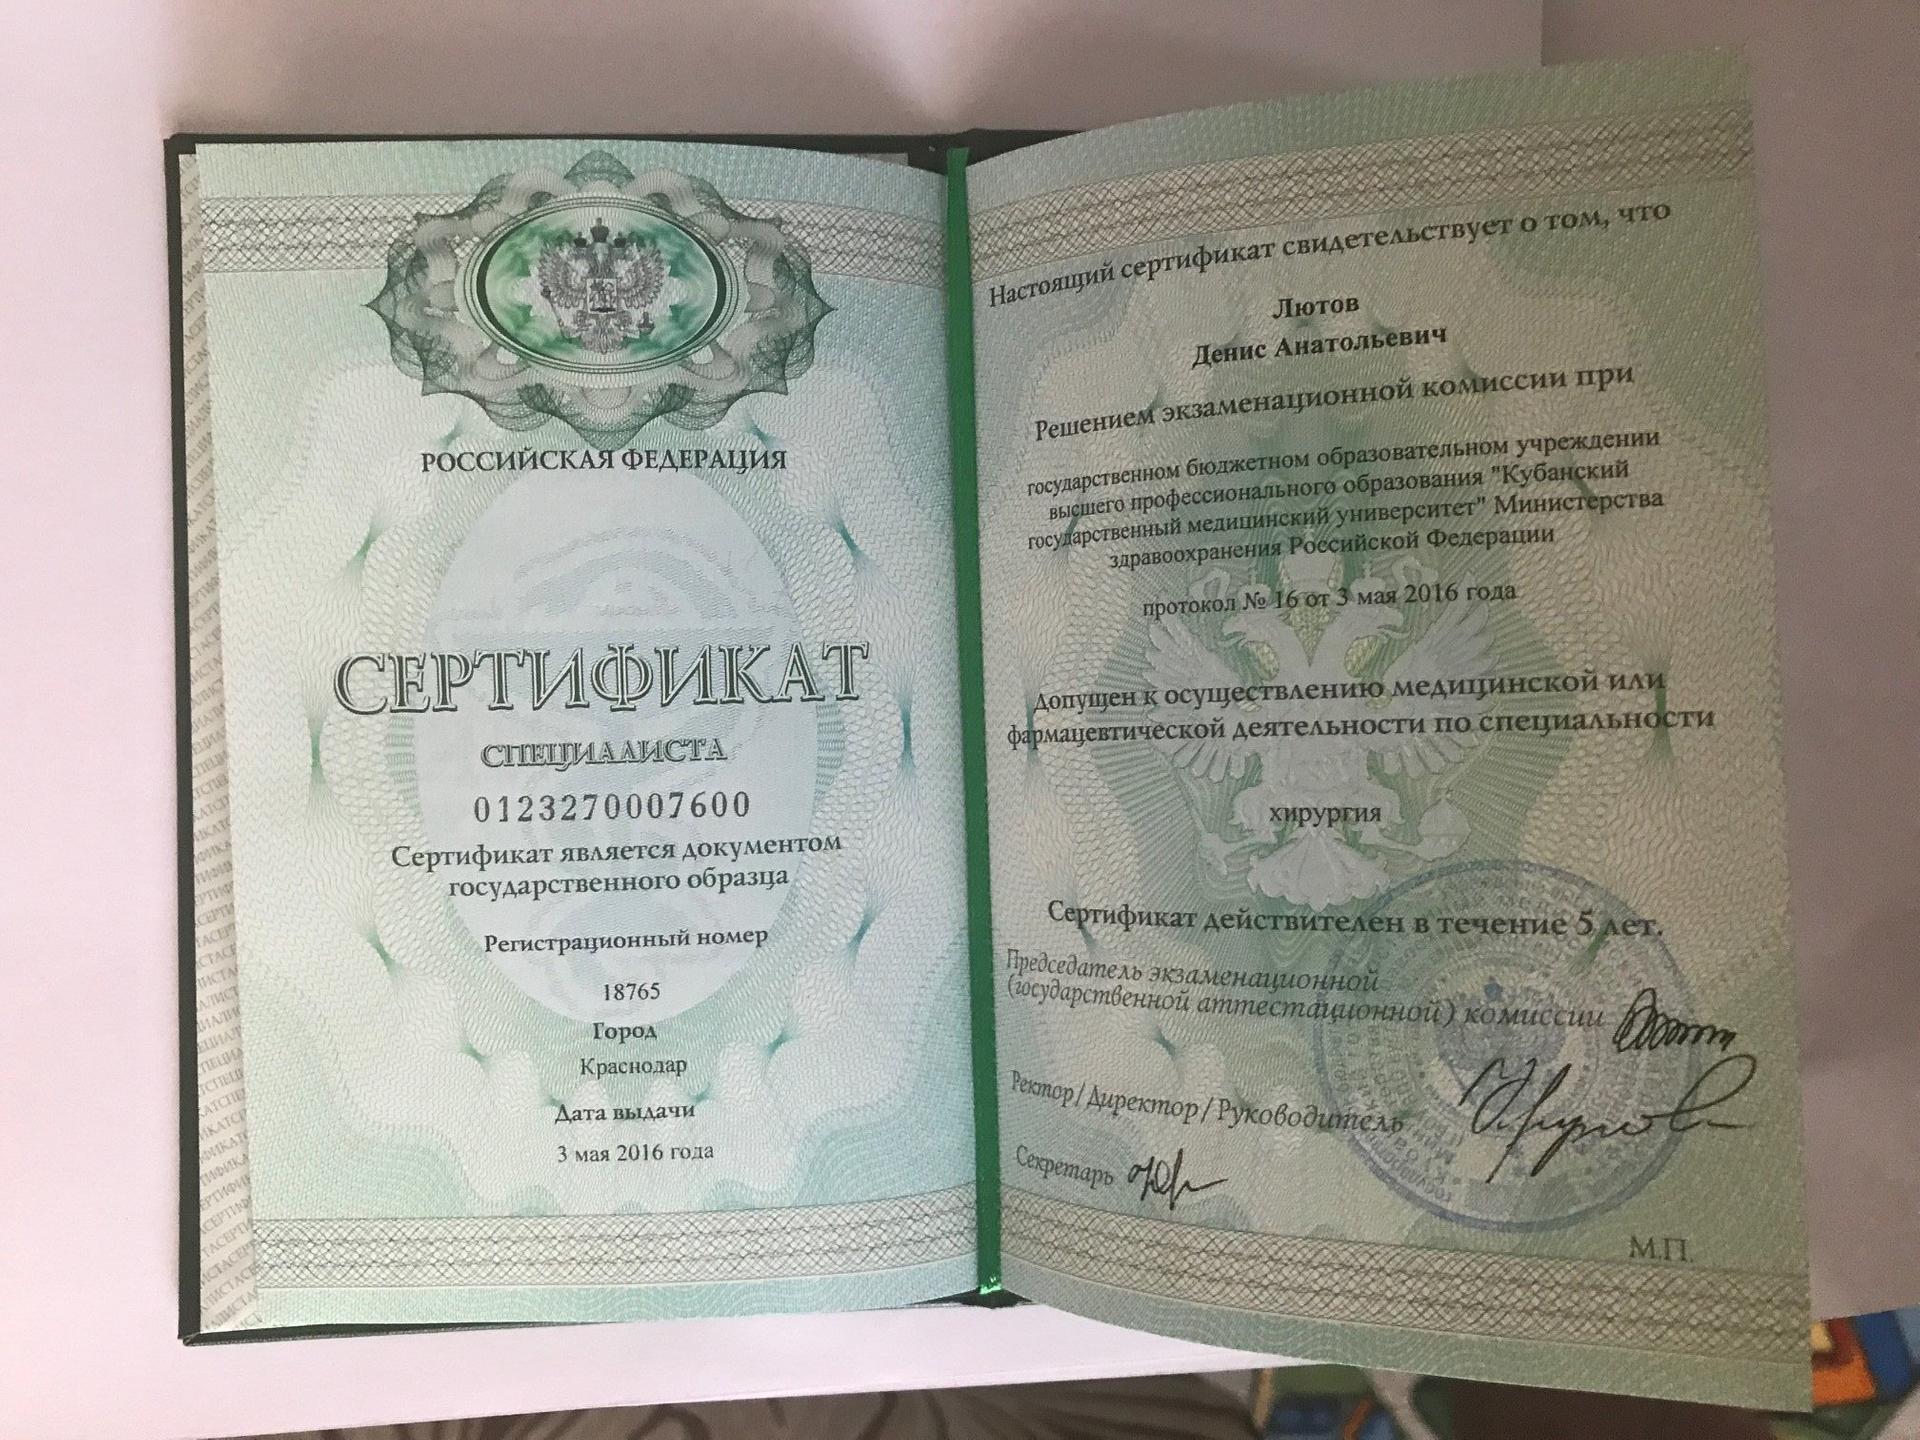 РОССИЙСКАЯ ФЕДЕРАЦИЯ
СЕРТИФИКАТ
СПЕЦИАЛИСТА
0123270007600
Сертификат является документом
государственного образца
Регистрационный номер
18765
Город
Краснодар
Дата выдачи
3 мая 2016 года
Настоящий сертификат свидетельствует о том, что
Лютов
Денис Анатольевич
Решением экзаменационной комиссии при
государственном бюджетном образовательном учреждении
высшего профессионального образования "Кубанский
государственный медицинский университет" Министерства
здравоохранения Российской Федерации
протокол № 16 от 3 мая 2016 года
Допущен к осуществлению медицинской или
фармацевтической деятельности по специальности
хирургия
Сертификат действителен в течение 5 лет.
Председатель экзаменационной
(государственной аттестационной) комиссии
Ректор/Директор/Руководитель
Секретарь
М.П.